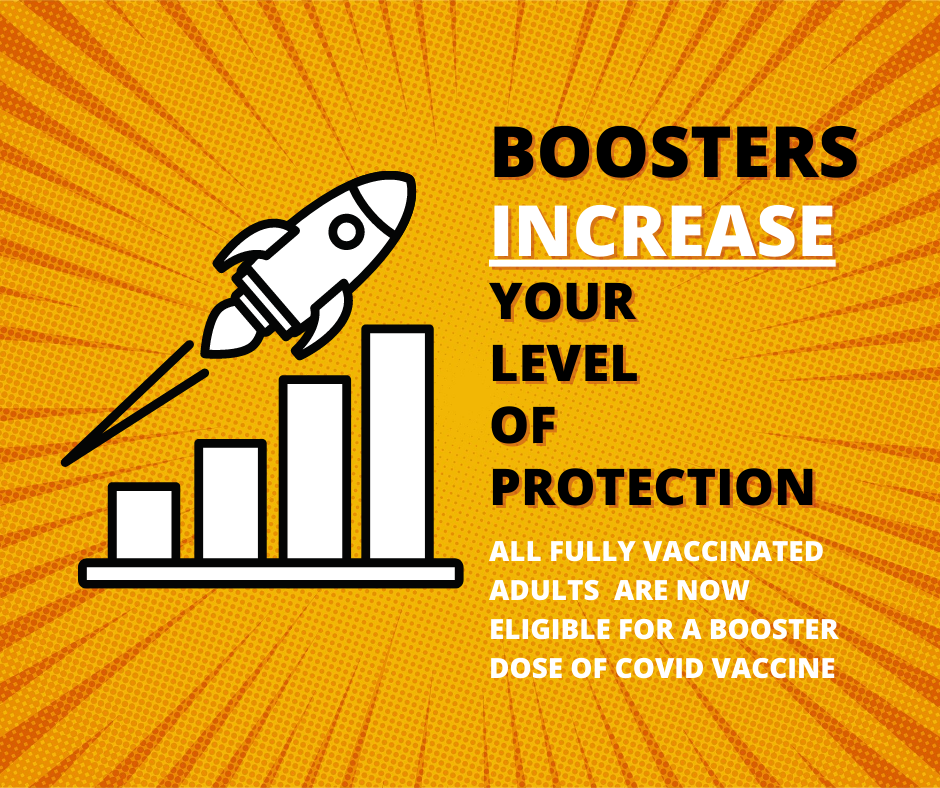 BOOSTERS
INCREASE
YOUR
LEVEL
OF
PROTECTION
ALL FULLY VACCINATED
ADULTS  ARE NOW
ELIGIBLE FOR A BOOSTER
DOSE OF COVID VACCINE